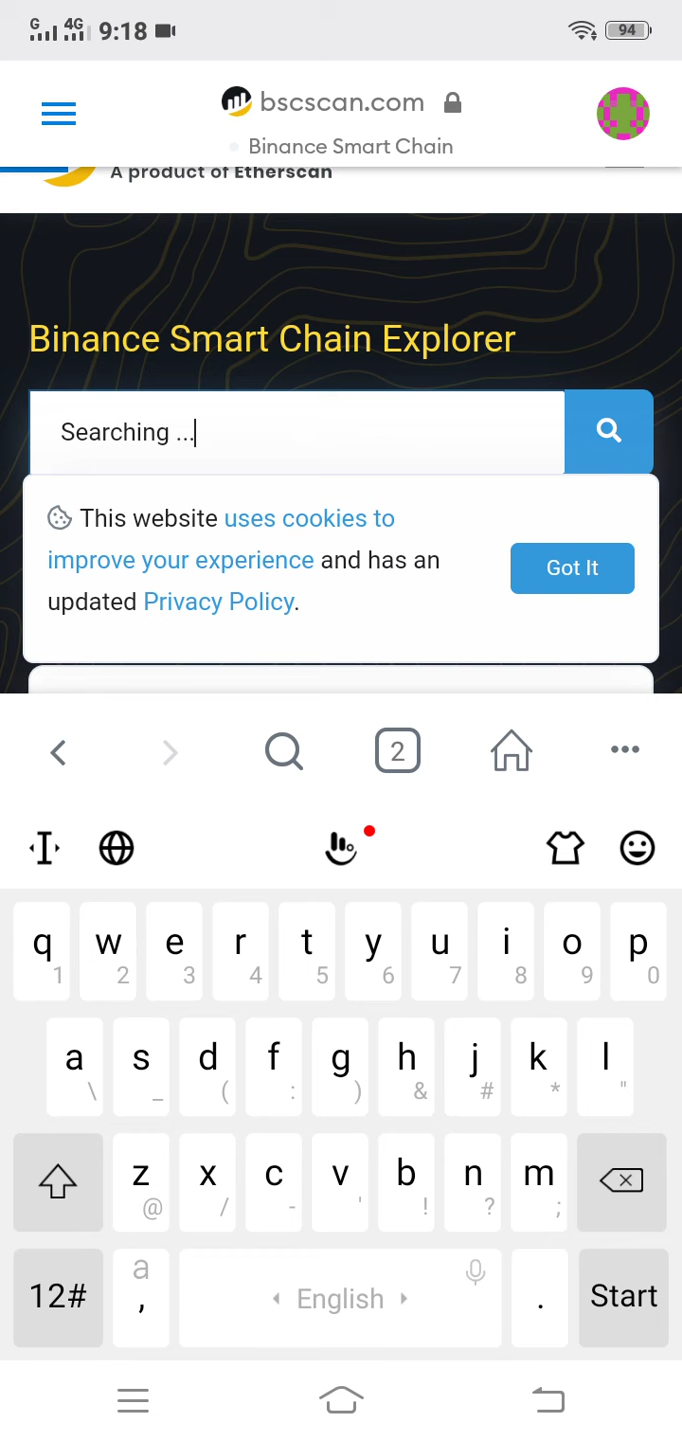 G 4G 9:18 94
bscscan.com
Binance Smart Chain
A product of Etherscan
Binance Smart Chain Explorer
Searching ...
This website uses cookies to
improve your experience and has an
updated Privacy Policy.
Got It
2
q w e r t y u i o p
1 2 3 4 5 6 7 8 9 0
a s d f g h j k l
\ _ ( : ) & # * "
z x c v b n m
@ / - ' ! ? ;
12# a , English . Start